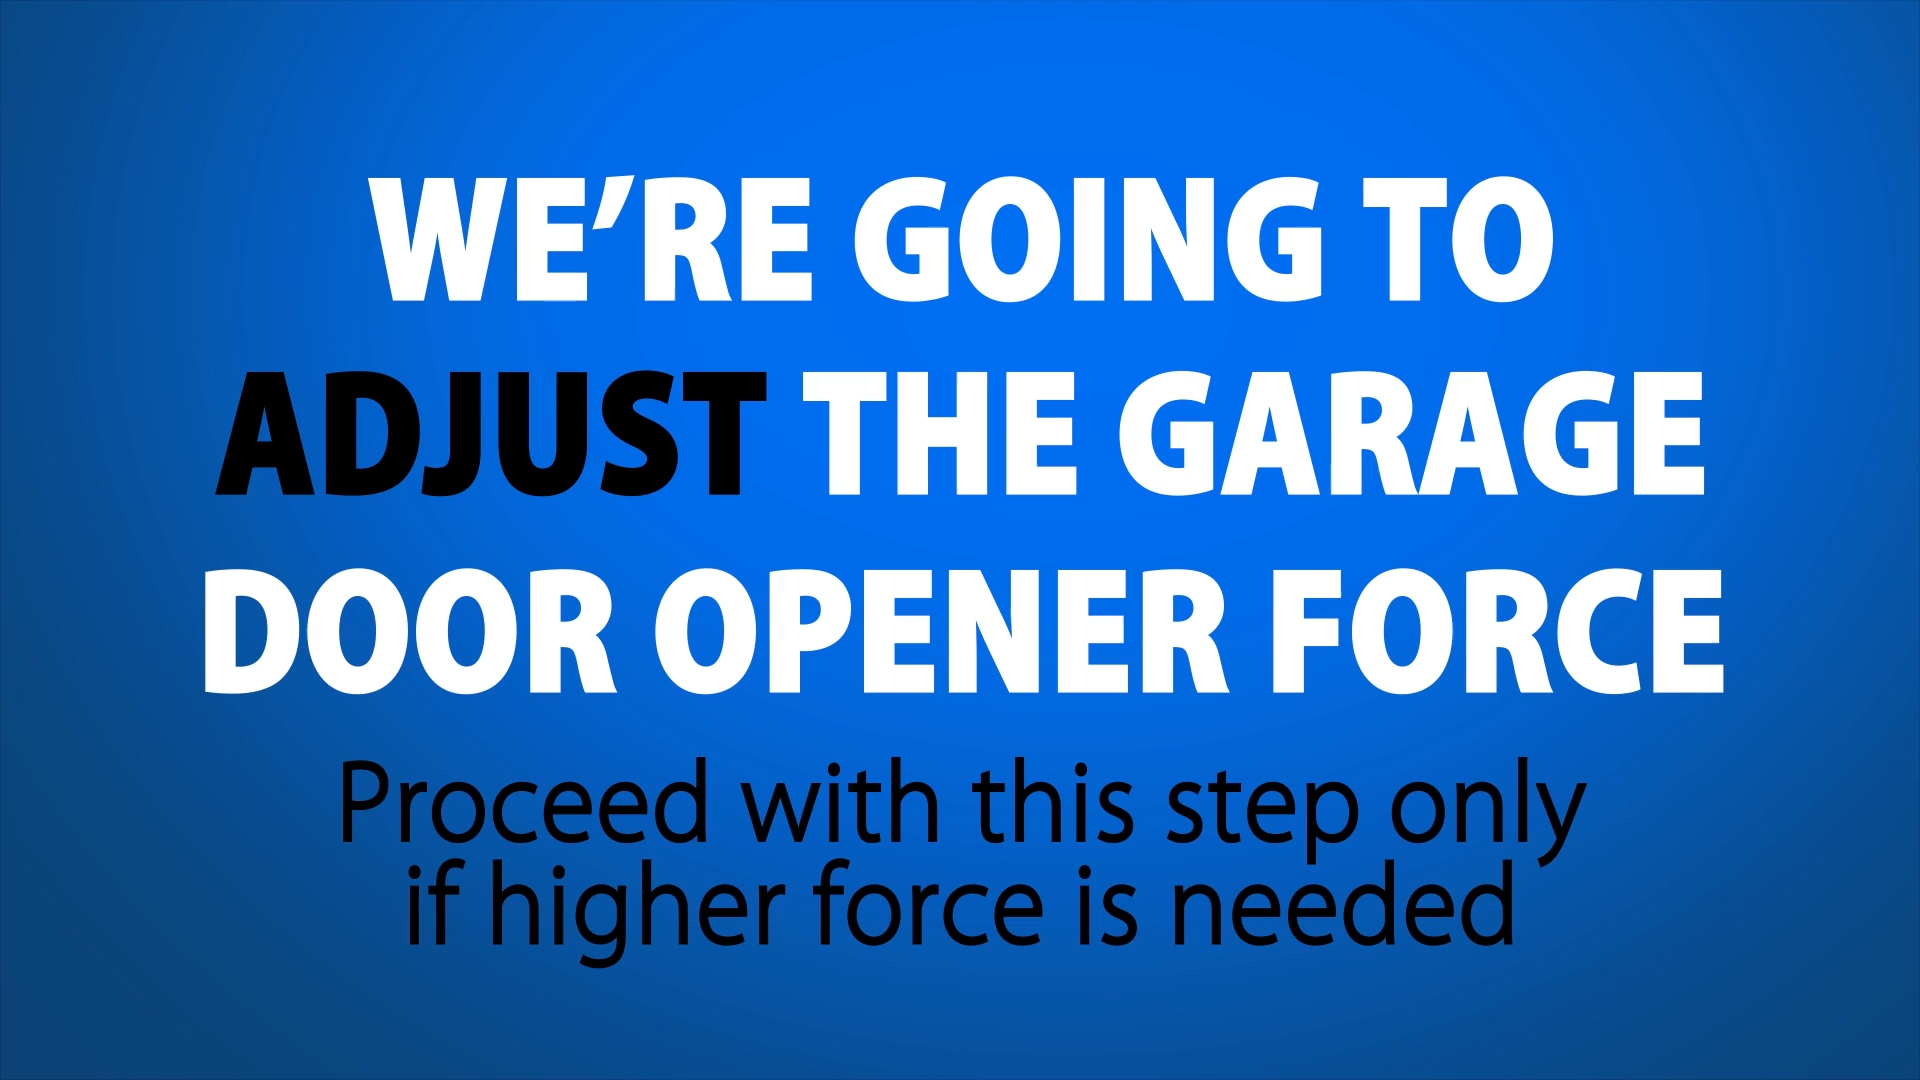 WE’RE GOING TO
ADJUST THE GARAGE
DOOR OPENER FORCE
Proceed with this step only
if higher force is needed